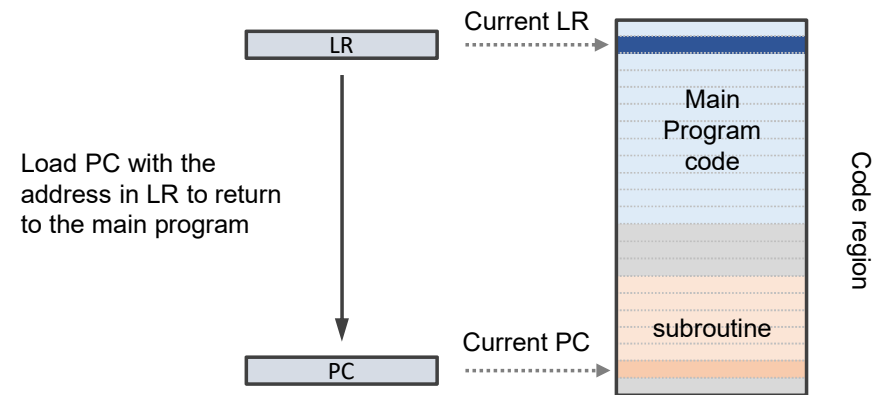 Current LR
LR
Main
Program
code
Load PC with the
address in LR to return
to the main program
Code region
subroutine
Current PC
PC